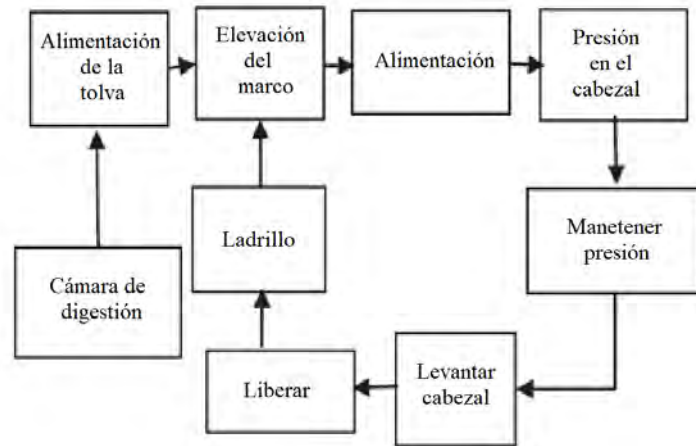 Alimentación
de la
tolva
Elevación
del
marco
Alimentación
Presión
en el
cabezal
Manetener
presión
Ladrillo
Cámara de
digestión
Liberar
Levantar
cabezal